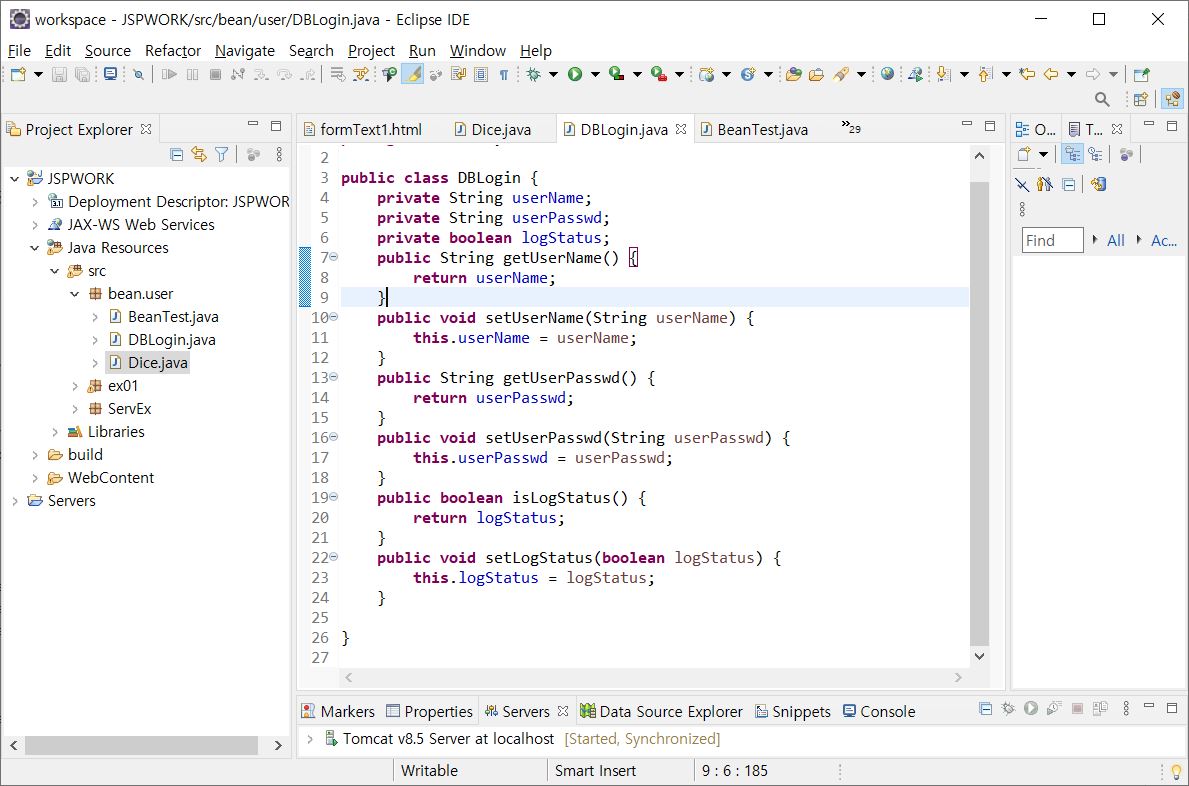 workspace - JSPWORK/src/bean/user/DBLogin.java - Eclipse IDE
File Edit Source Refactor Navigate Search Project Run Window Help
Project Explorer
JSPWORK
Deployment Descriptor: JSPWOR
JAX-WS Web Services
Java Resources
src
bean.user
BeanTest.java
DBLogin.java
Dice.java
ex01
ServEx
Libraries
build
WebContent
Servers
formText1.html Dice.java DBLogin.java BeanTest.java »29
2
3 public class DBLogin {
4 private String userName;
5 private String userPasswd;
6 private boolean logStatus;
7 public String getUserName() {
8 return userName;
9 }
10 public void setUserName(String userName) {
11 this.userName = userName;
12 }
13 public String getUserPasswd() {
14 return userPasswd;
15 }
16 public void setUserPasswd(String userPasswd) {
17 this.userPasswd = userPasswd;
18 }
19 public boolean isLogStatus() {
20 return logStatus;
21 }
22 public void setLogStatus(boolean logStatus) {
23 this.logStatus = logStatus;
24 }
25
26 }
27
O... T...
Find All Ac...
Markers Properties Servers Data Source Explorer Snippets Console
Tomcat v8.5 Server at localhost [Started, Synchronized]
Writable Smart Insert 9 : 6 : 185